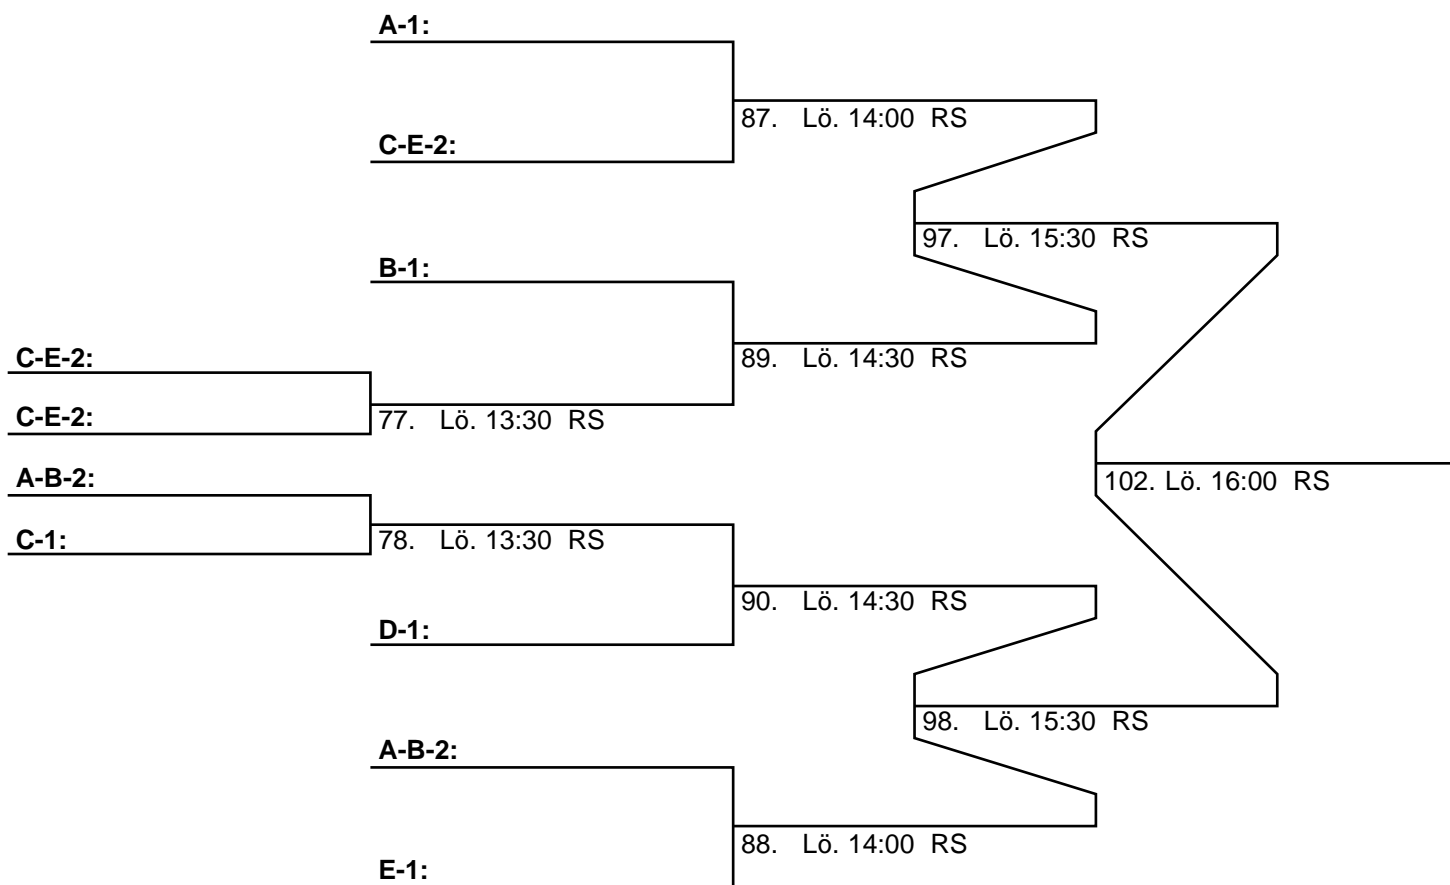 A-1:
87. Lö. 14:00 RS
C-E-2:
97. Lö. 15:30 RS
B-1:
89. Lö. 14:30 RS
C-E-2:
C-E-2:
77. Lö. 13:30 RS
A-B-2:
102. Lö. 16:00 RS
C-1:
78. Lö. 13:30 RS
90. Lö. 14:30 RS
D-1:
98. Lö. 15:30 RS
A-B-2:
88. Lö. 14:00 RS
E-1: